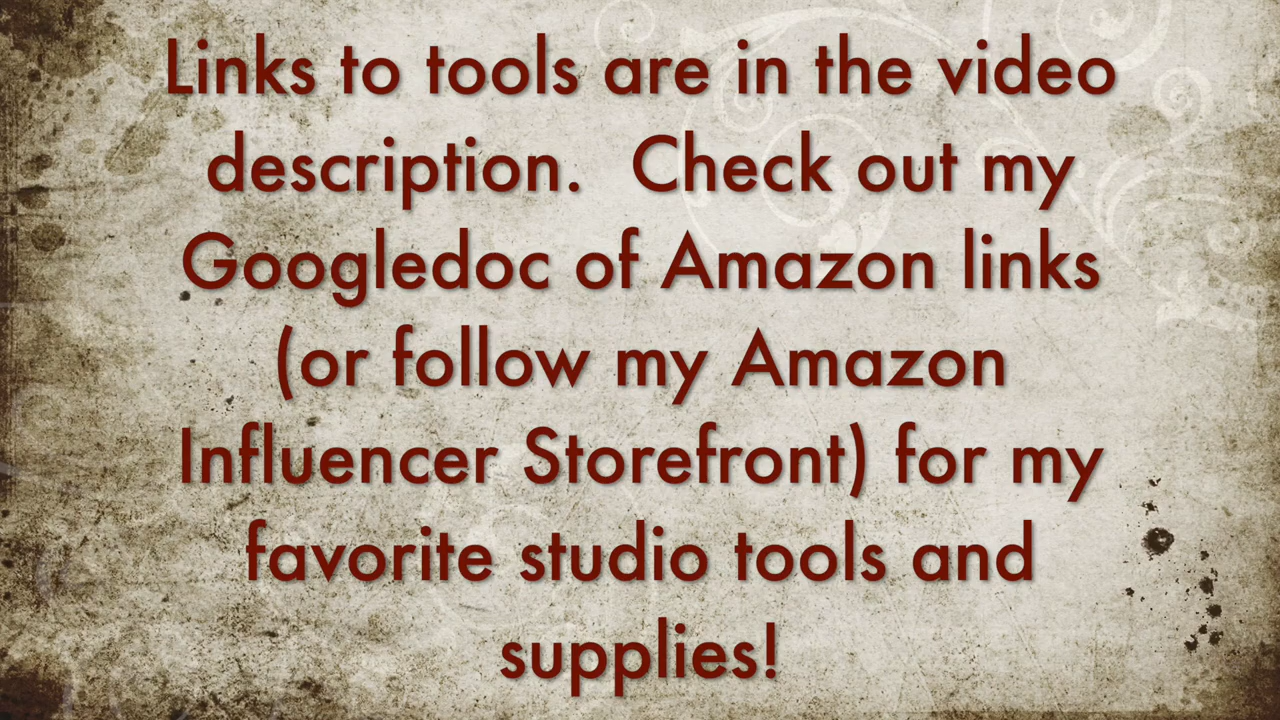 Links to tools are in the video
description.  Check out my
Googledoc of Amazon links
(or follow my Amazon
Influencer Storefront) for my
favorite studio tools and
supplies!